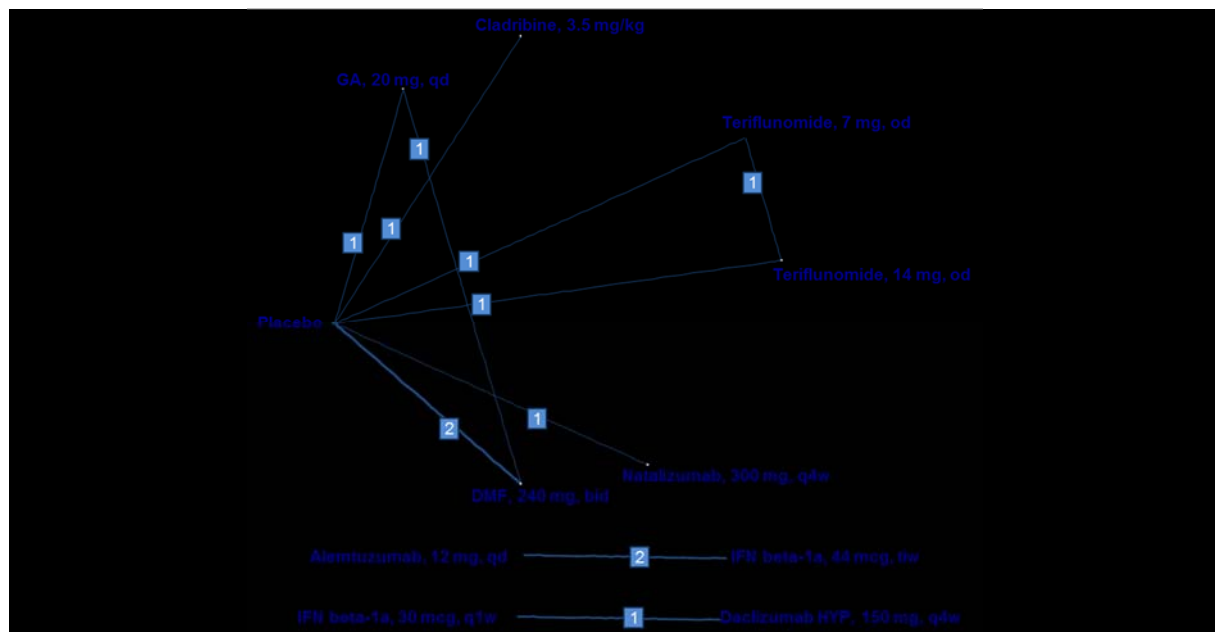 Cladribine, 3.5 mg/kg
GA, 20 mg, qd
Teriflunomide, 7 mg, od
1
1
1
1
1
Teriflunomide, 14 mg, od
1
Placebo
1
2
Natalizumab, 300 mg, q4w
DMF, 240 mg, bid
Alemtuzumab, 12 mg, qd 2 IFN beta-1a, 44 mcg, tiw
IFN beta-1a, 30 mcg, q1w 1 Daclizumab HYP, 150 mg, q4w